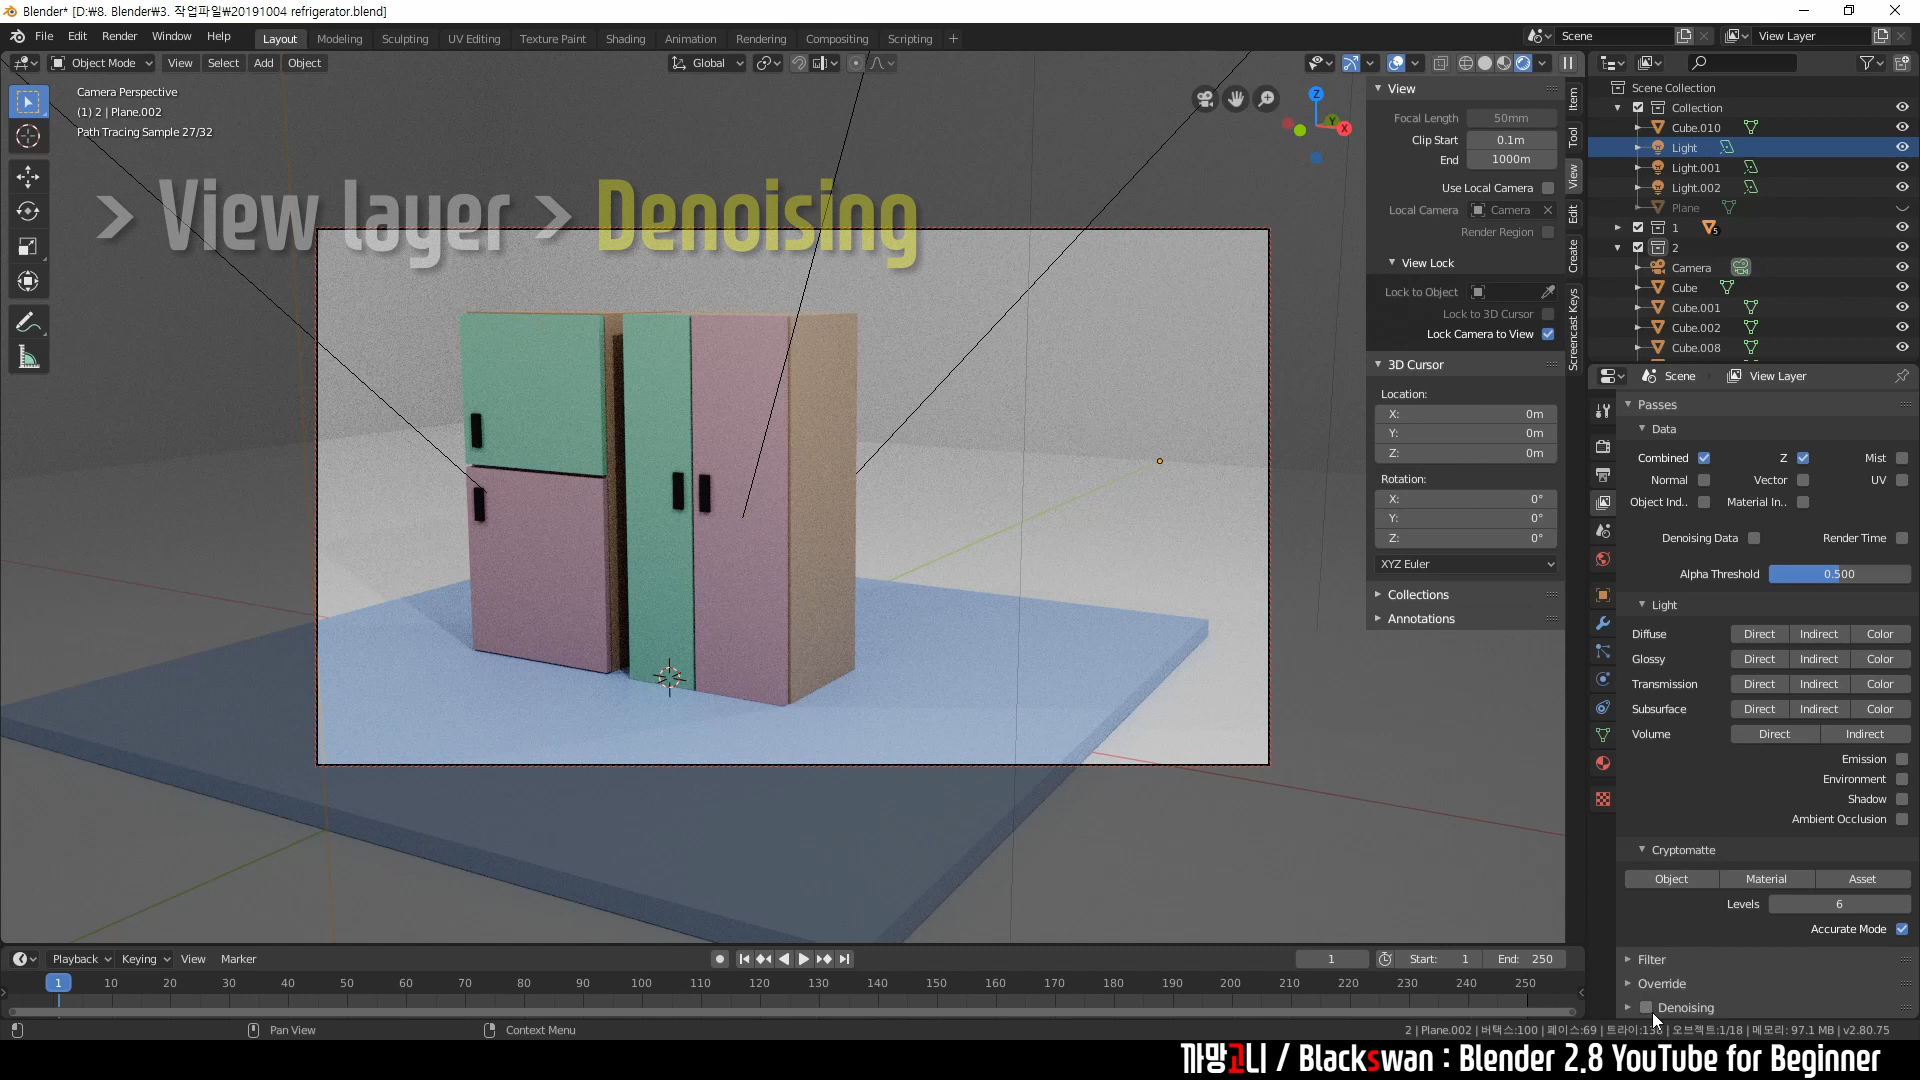 Blender* [D:₩8. Blender₩3. 작업파일₩20191004 refrigerator.blend]
File Edit Render Window Help
Layout Modeling Sculpting UV Editing Texture Paint Shading Animation Rendering Compositing Scripting +
Scene
View Layer
Object Mode View Select Add Object
Global
Camera Perspective
(1) 2 | Plane.002
Path Tracing Sample 27/32
> View layer > Denoising
Z
Y
X
View
Focal Length 50mm
Clip Start 0.1m
End 1000m
Use Local Camera
Local Camera Camera
Render Region
View Lock
Lock to Object
Lock to 3D Cursor
Lock Camera to View
3D Cursor
Location:
X: 0m
Y: 0m
Z: 0m
Rotation:
X: 0°
Y: 0°
Z: 0°
XYZ Euler
Collections
Annotations
Item
Tool
View
Edit
Create
Screencast Keys
Scene Collection
Collection
Cube.010
Light
Light.001
Light.002
Plane
1 5
2
Camera
Cube
Cube.001
Cube.002
Cube.008
Scene View Layer
Passes
Data
Combined Z Mist
Normal Vector UV
Object Ind.. Material In..
Denoising Data Render Time
Alpha Threshold 0.500
Light
Diffuse Direct Indirect Color
Glossy Direct Indirect Color
Transmission Direct Indirect Color
Subsurface Direct Indirect Color
Volume Direct Indirect
Emission
Environment
Shadow
Ambient Occlusion
Cryptomatte
Object Material Asset
Levels 6
Accurate Mode
Filter
Override
Denoising
Playback Keying View Marker
1 Start: 1 End: 250
1 10 20 30 40 50 60 70 80 90 100 110 120 130 140 150 160 170 180 190 200 210 220 230 240 250
Pan View
Context Menu
2 | Plane.002 | 버텍스:100 | 페이스:69 | 트라이:138 | 오브젝트:1/18 | 메모리: 97.1 MB | v2.80.75
까망고니 / Blackswan : Blender 2.8 YouTube for Beginner